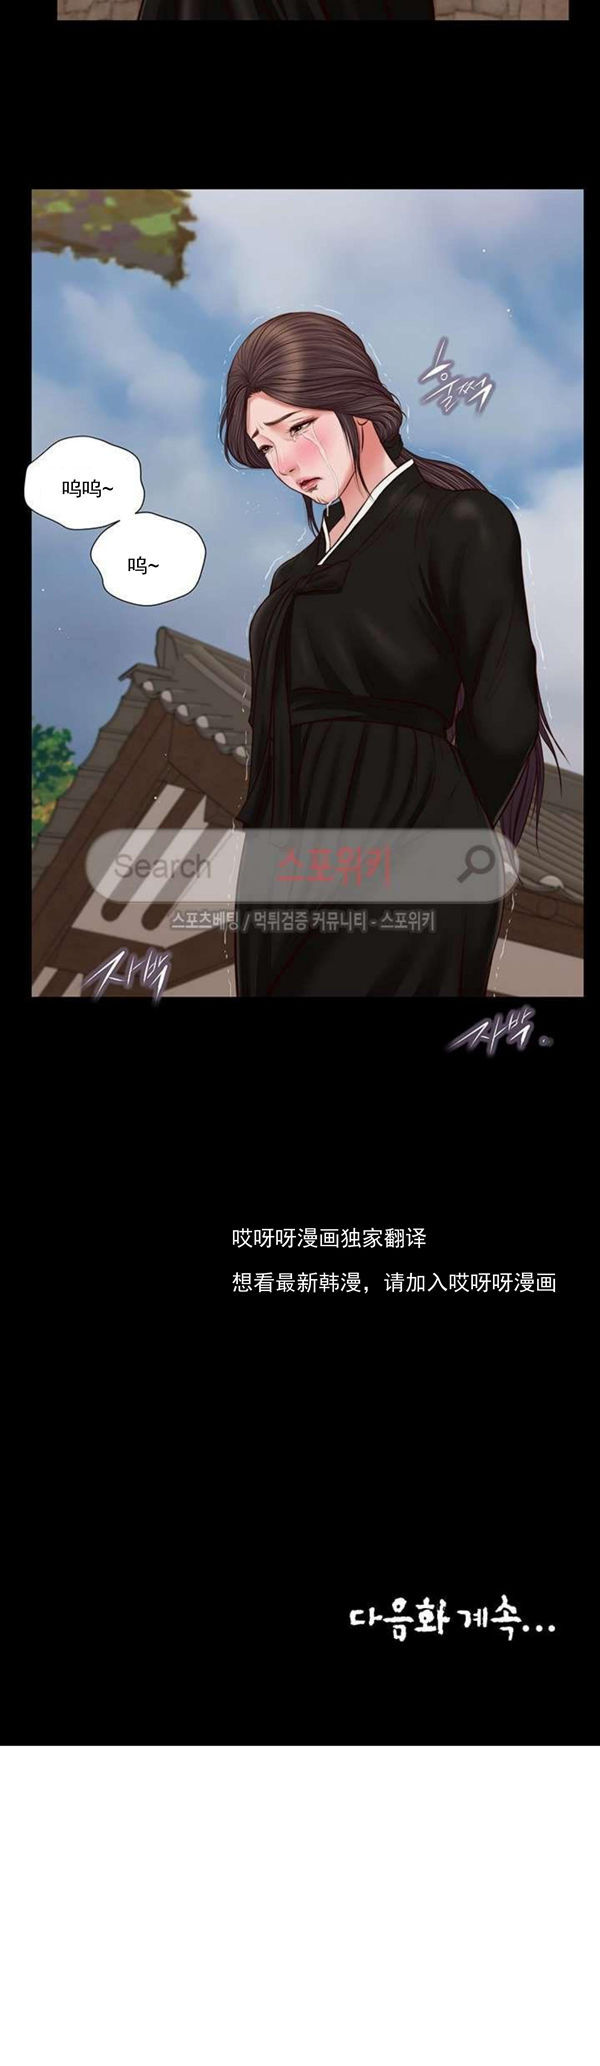 훌쩍
呜呜~
呜~
Search 스포위키
스포츠베팅 / 먹튀검증 커뮤니티 - 스포위키
자박
자박..
哎呀呀漫画独家翻译
想看最新韩漫，请加入哎呀呀漫画
다음화 계속...